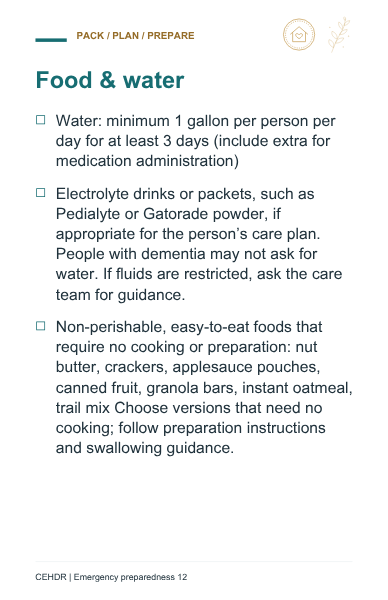 PACK / PLAN / PREPARE
Food & water
☐ Water: minimum 1 gallon per person per
day for at least 3 days (include extra for
medication administration)
☐ Electrolyte drinks or packets, such as
Pedialyte or Gatorade powder, if
appropriate for the person’s care plan.
People with dementia may not ask for
water. If fluids are restricted, ask the care
team for guidance.
☐ Non-perishable, easy-to-eat foods that
require no cooking or preparation: nut
butter, crackers, applesauce pouches,
canned fruit, granola bars, instant oatmeal,
trail mix Choose versions that need no
cooking; follow preparation instructions
and swallowing guidance.
CEHDR | Emergency preparedness 12